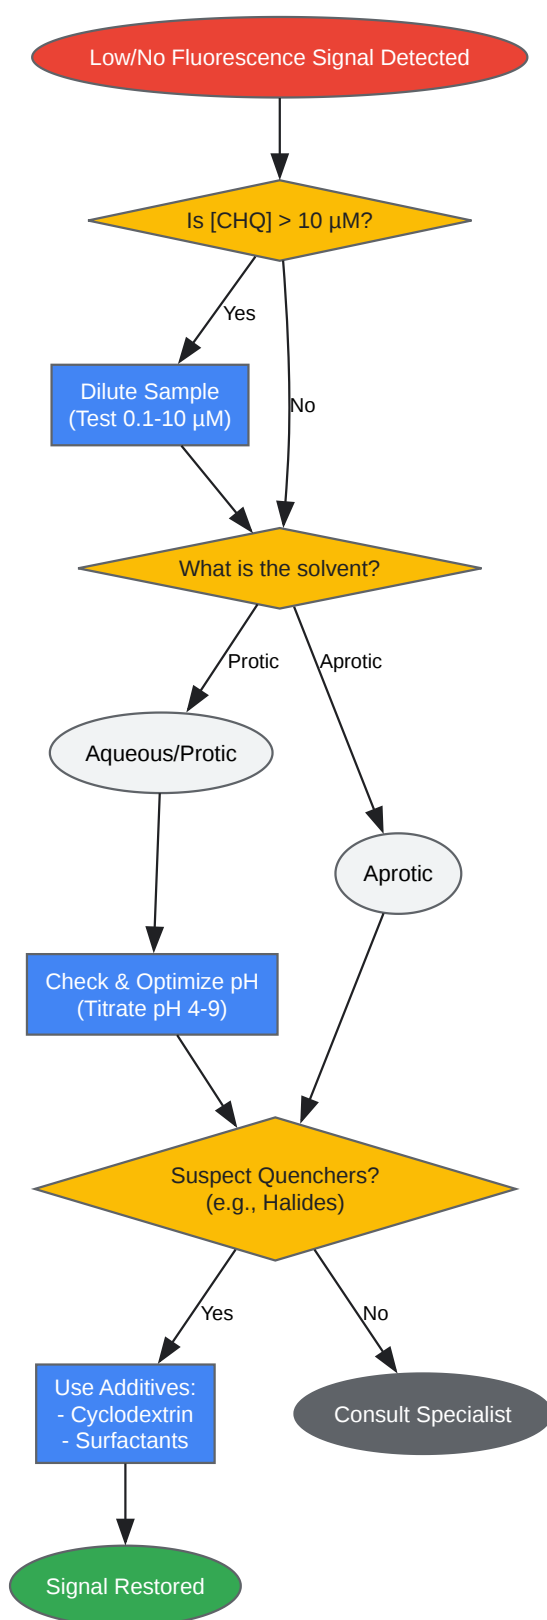 Low/No Fluorescence Signal Detected
Is [CHQ] > 10 µM?
Yes
Dilute Sample
(Test 0.1-10 µM)
No
What is the solvent?
Protic
Aprotic
Aqueous/Protic
Aprotic
Check & Optimize pH
(Titrate pH 4-9)
Suspect Quenchers?
(e.g., Halides)
Yes
No
Use Additives:
- Cyclodextrin
- Surfactants
Consult Specialist
Signal Restored